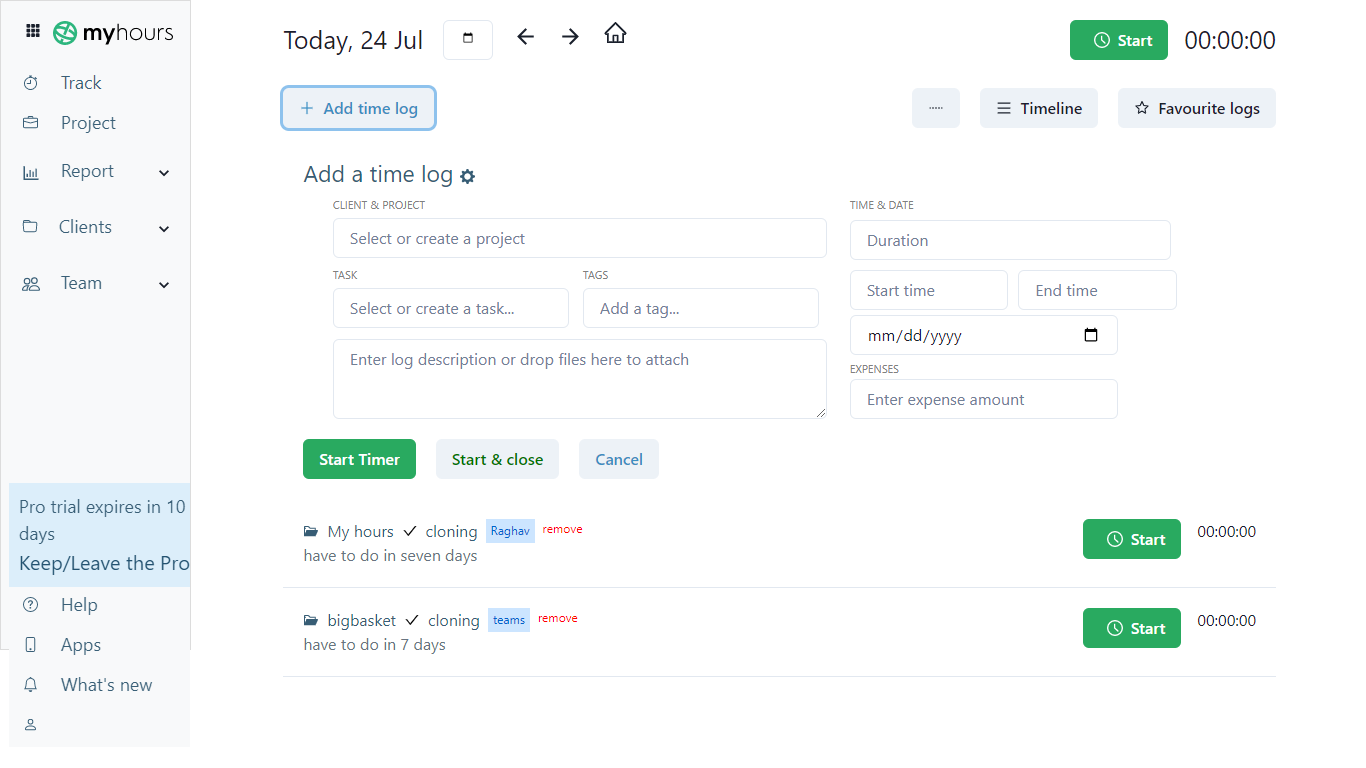 myhours
Track
Project
Report
Clients
Team
Pro trial expires in 10
days
Keep/Leave the Pro
Help
Apps
What's new
Today, 24 Jul
Start 00:00:00
Add time log
Timeline
Favourite logs
Add a time log
CLIENT & PROJECT
Select or create a project
TASK
Select or create a task...
TAGS
Add a tag...
Enter log description or drop files here to attach
TIME & DATE
Duration
Start time
End time
mm/dd/yyyy
EXPENSES
Enter expense amount
Start Timer
Start & close
Cancel
My hours cloning Raghav remove
have to do in seven days
Start 00:00:00
bigbasket cloning teams remove
have to do in 7 days
Start 00:00:00